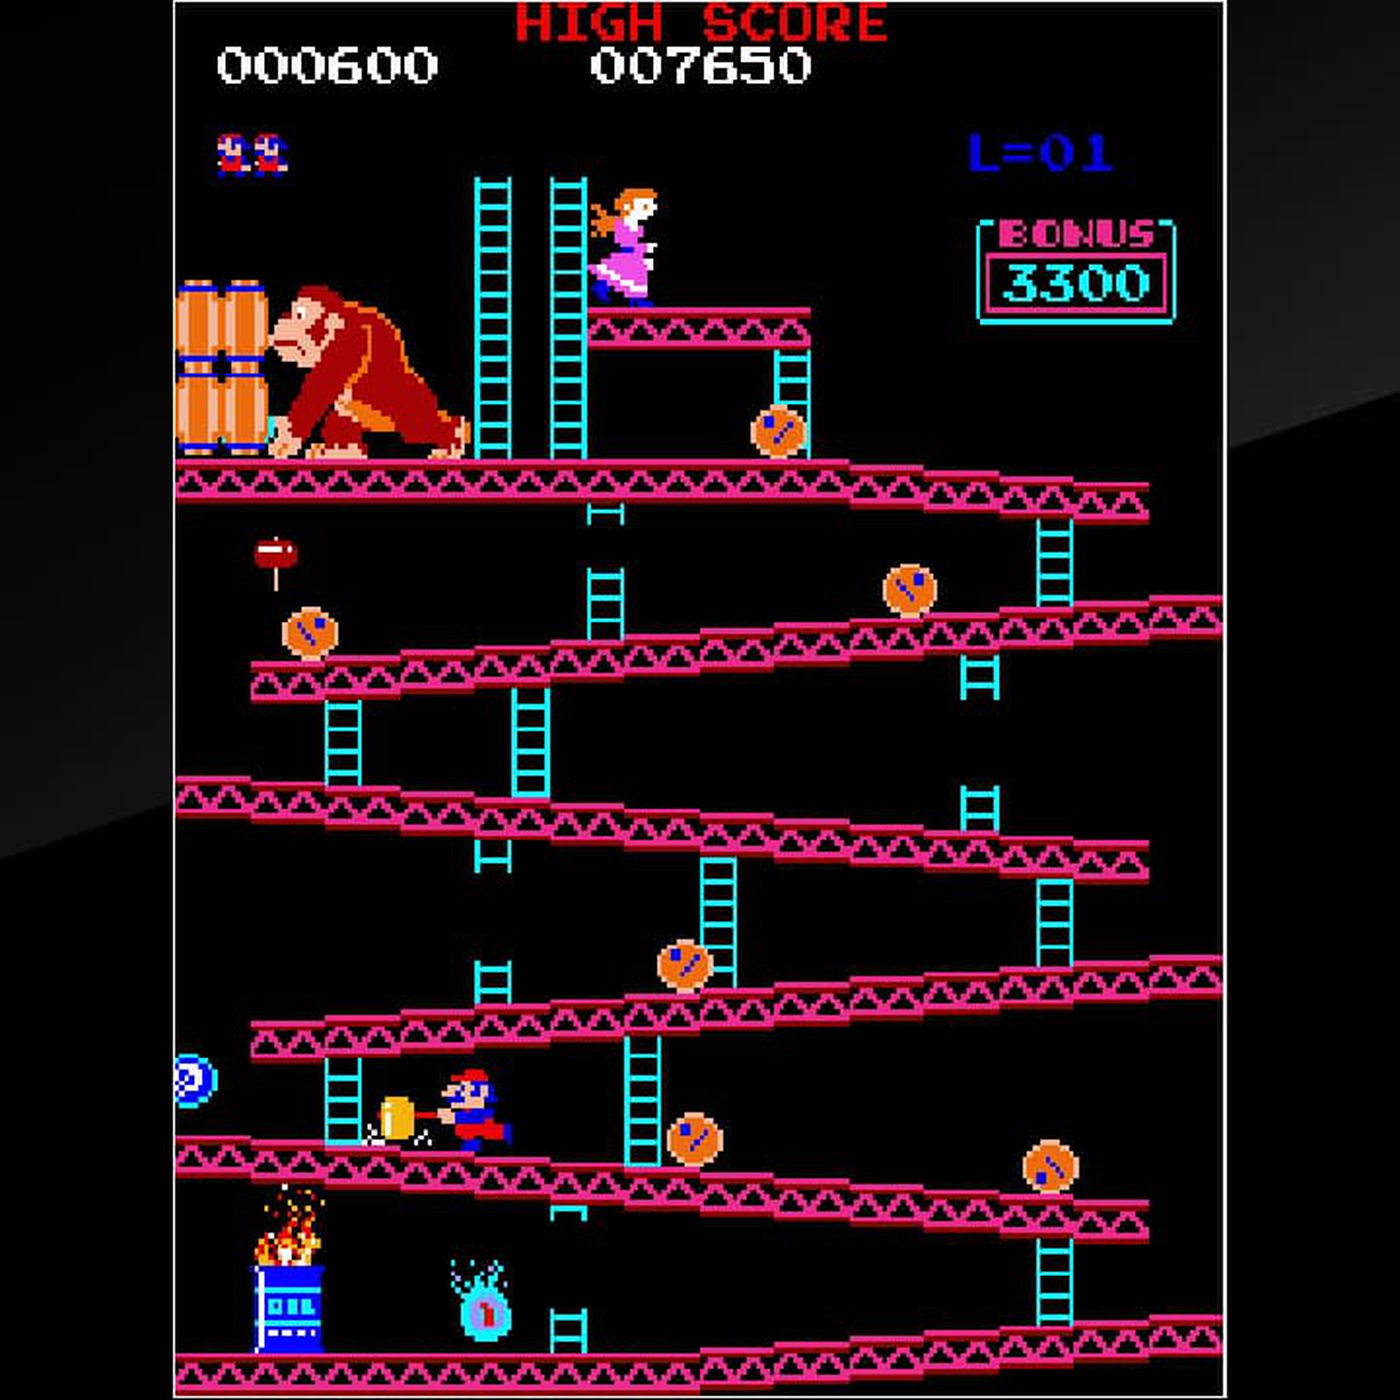 HIGH SCORE
000600 007650
L=01
BONUS
3300
OIL